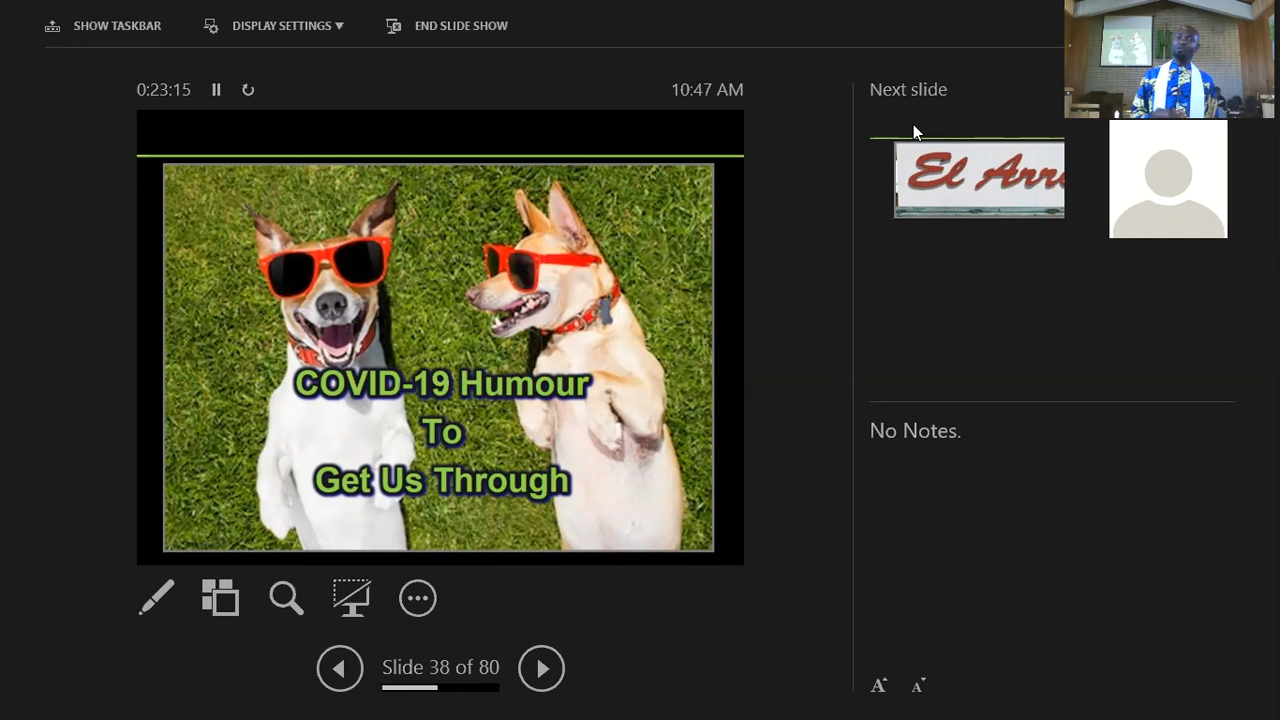 SHOW TASKBAR
DISPLAY SETTINGS
END SLIDE SHOW
0:23:15
10:47 AM
Next slide
El
COVID-19 Humour
To
Get Us Through
No Notes.
Slide 38 of 80
A A